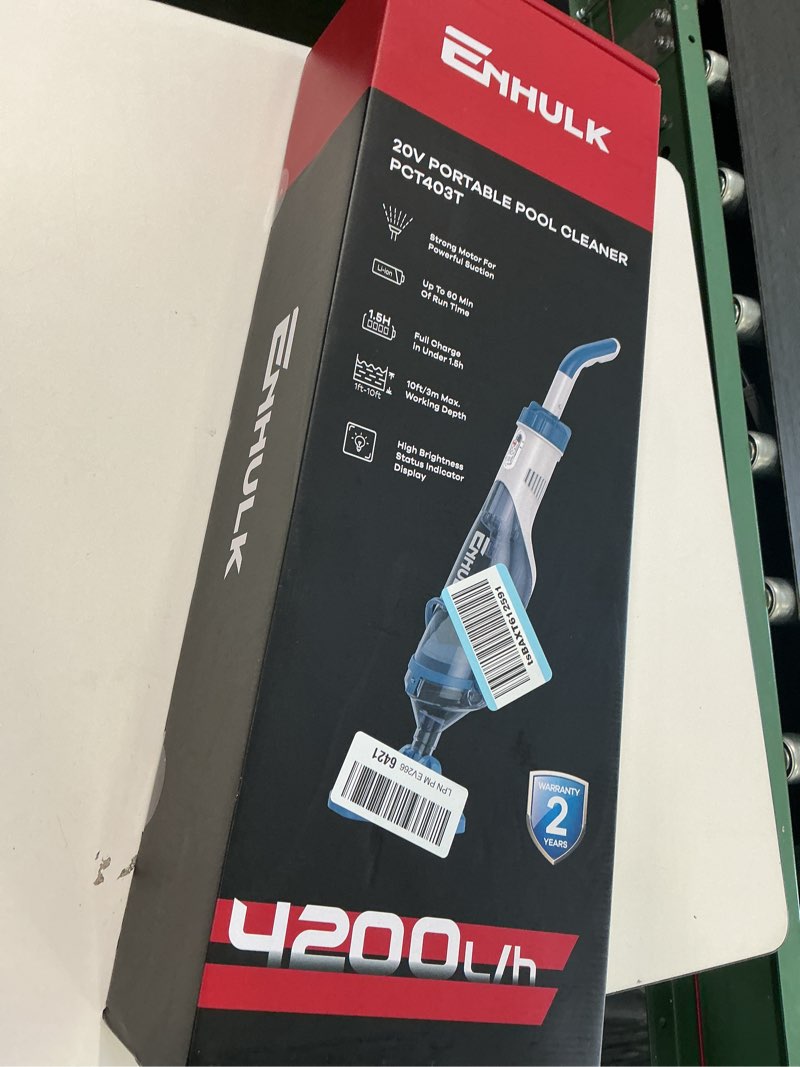 ENHULK
20V PORTABLE POOL CLEANER
PCT403T
Strong Motor For
Powerful Suction
Li-ion
Up To 60 Min
Of Run Time
1.5H
Full Charge
In Under 1.5h
1ft-10ft
10ft/3m Max.
Working Depth
High Brightness
Status Indicator
Display
ENHULK
ENHU
tsBAXT612591
LPN PM EV266 6421
WARRANTY
2
YEARS
4200L/h